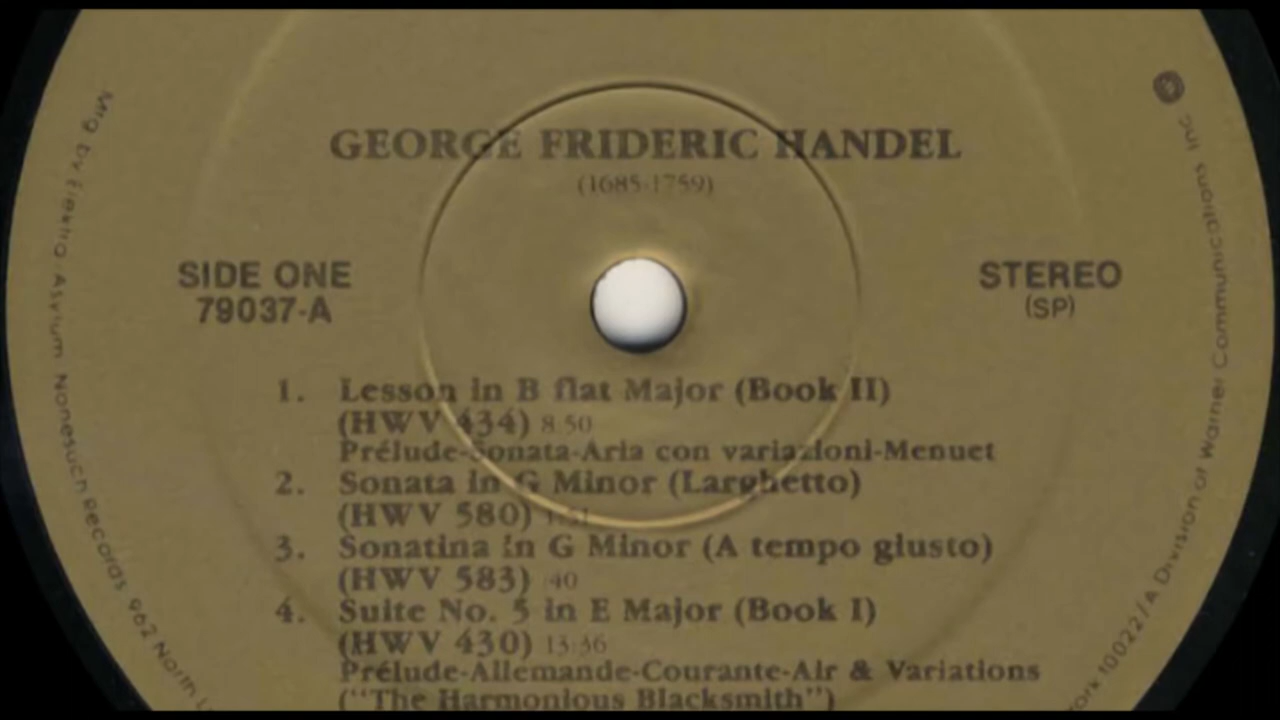 GEORGE FRIDERIC HANDEL
(1685-1759)
SIDE ONE
79037-A
STEREO
(SP)
1. Lesson in B flat Major (Book II)
(HWV 434) 8:50
Prélude-Sonata-Aria con variazioni-Menuet
2. Sonata in G Minor (Larghetto)
(HWV 580)
3. Sonatina in G Minor (A tempo giusto)
(HWV 583) :40
4. Suite No. 5 in E Major (Book I)
(HWV 430) 13:36
Prélude-Allemande-Courante-Air & Variations
("The Harmonious Blacksmith")
Mfg by Elektra/Asylum/Nonesuch Records 962 North
10022/A Division of Warner Communications Inc